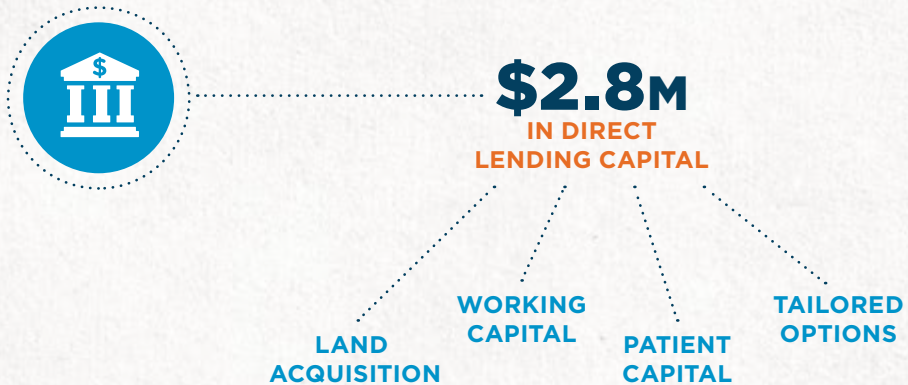 $
$2.8M
IN DIRECT
LENDING CAPITAL
LAND
ACQUISITION
WORKING
CAPITAL
PATIENT
CAPITAL
TAILORED
OPTIONS